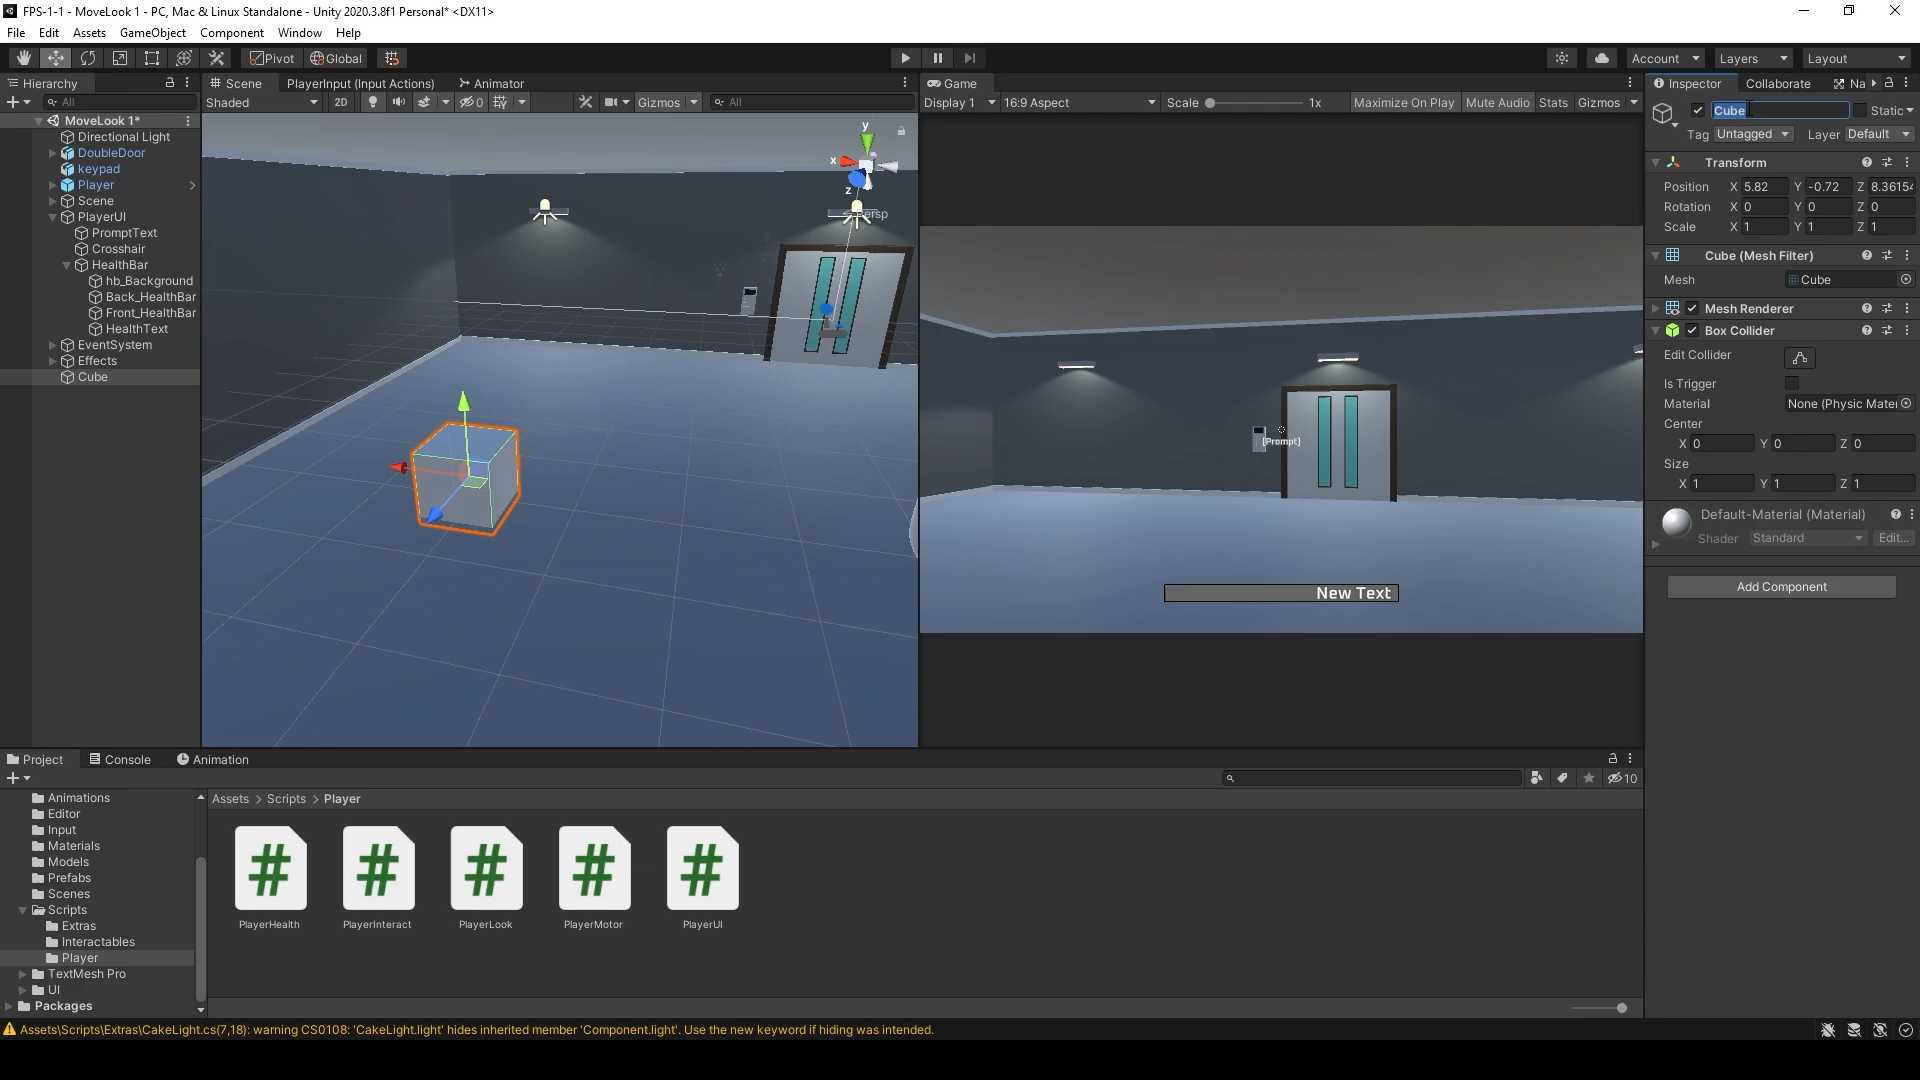 FPS-1-1 - MoveLook 1 - PC, Mac & Linux Standalone - Unity 2020.3.8f1 Personal* <DX11>
File Edit Assets GameObject Component Window Help
Pivot Global Account Layers Layout
Hierarchy Scene PlayerInput (Input Actions) Animator Game Inspector Collaborate Na
All Shaded 2D 0 Gizmos All Display 1 16:9 Aspect Scale 1x Maximize On Play Mute Audio Stats Gizmos Cube Static
MoveLook 1*
Directional Light
DoubleDoor
keypad
Player
Scene
PlayerUI
PromptText
Crosshair
HealthBar
hb_Background
Back_HealthBar
Front_HealthBar
HealthText
EventSystem
Effects
Cube
y
x
z
Persp
[Prompt]
New Text
Tag Untagged Layer Default
Transform
Position X 5.82 Y -0.72 Z 8.36154
Rotation X 0 Y 0 Z 0
Scale X 1 Y 1 Z 1
Cube (Mesh Filter)
Mesh Cube
Mesh Renderer
Box Collider
Edit Collider
Is Trigger
Material None (Physic Mater
Center
X 0 Y 0 Z 0
Size
X 1 Y 1 Z 1
Default-Material (Material)
Shader Standard Edit...
Add Component
Project Console Animation
10
Animations
Editor
Input
Materials
Models
Prefabs
Scenes
Scripts
Extras
Interactables
Player
TextMesh Pro
UI
Packages
Assets > Scripts > Player
# # # # #
PlayerHealth PlayerInteract PlayerLook PlayerMotor PlayerUI
Assets\Scripts\Extras\CakeLight.cs(7,18): warning CS0108: 'CakeLight.light' hides inherited member 'Component.light'. Use the new keyword if hiding was intended.